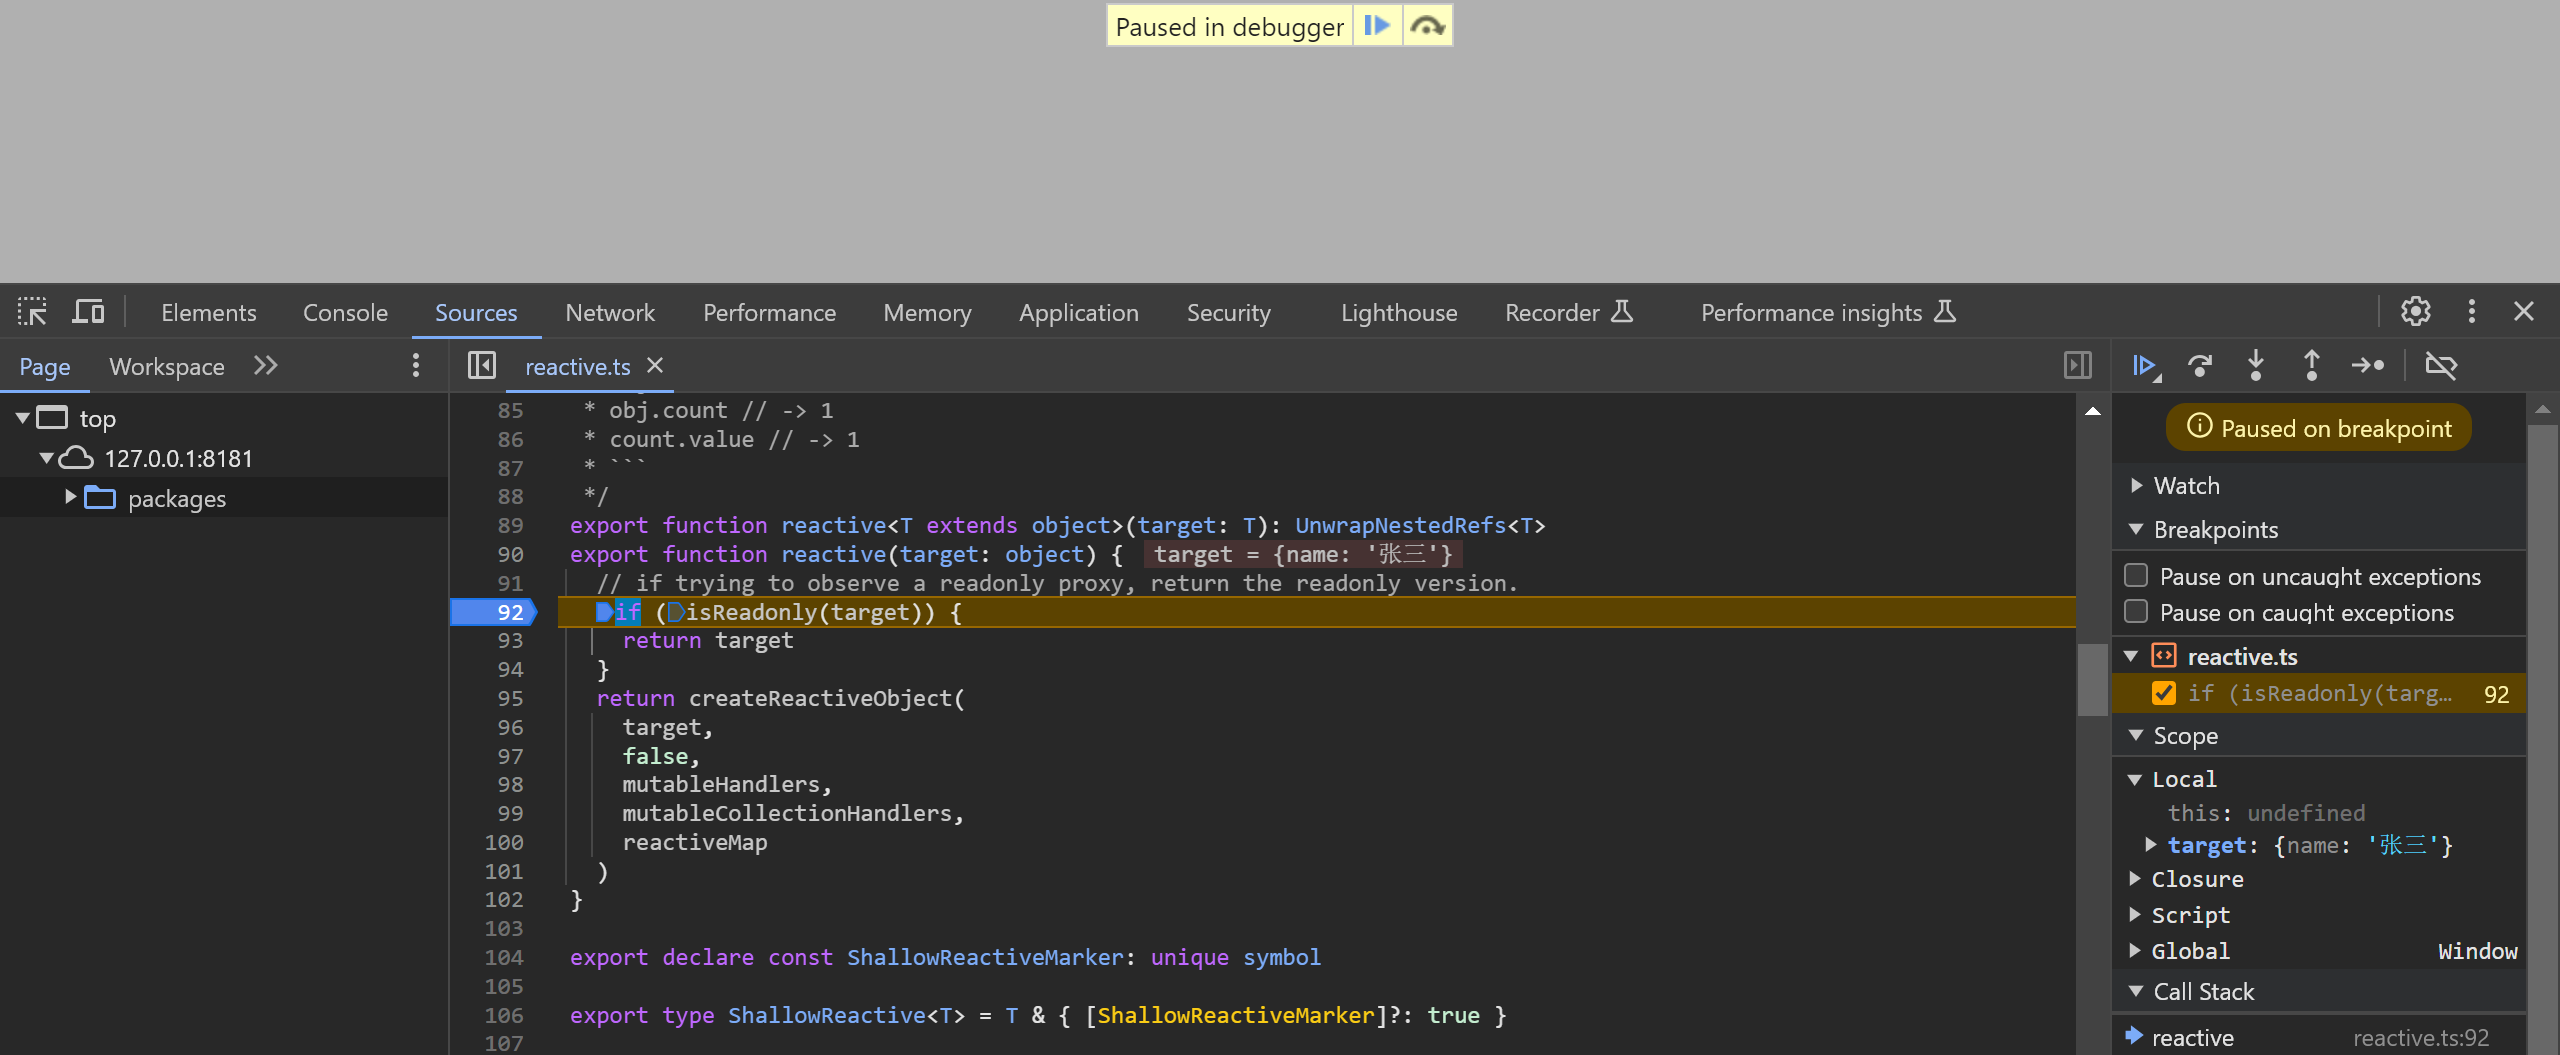 Paused in debugger
Elements Console Sources Network Performance Memory Application Security Lighthouse Recorder Performance insights
Page Workspace
reactive.ts
top
127.0.0.1:8181
packages
85 * obj.count // -> 1
86 * count.value // -> 1
87 * ```
88 */
89 export function reactive<T extends object>(target: T): UnwrapNestedRefs<T>
90 export function reactive(target: object) { target = {name: '张三'}
91 // if trying to observe a readonly proxy, return the readonly version.
92 if (isReadonly(target)) {
93 return target
94 }
95 return createReactiveObject(
96 target,
97 false,
98 mutableHandlers,
99 mutableCollectionHandlers,
100 reactiveMap
101 )
102 }
103
104 export declare const ShallowReactiveMarker: unique symbol
105
106 export type ShallowReactive<T> = T & { [ShallowReactiveMarker]?: true }
107
Paused on breakpoint
Watch
Breakpoints
Pause on uncaught exceptions
Pause on caught exceptions
reactive.ts
if (isReadonly(targ… 92
Scope
Local
this: undefined
target: {name: '张三'}
Closure
Script
Global Window
Call Stack
reactive reactive.ts:92